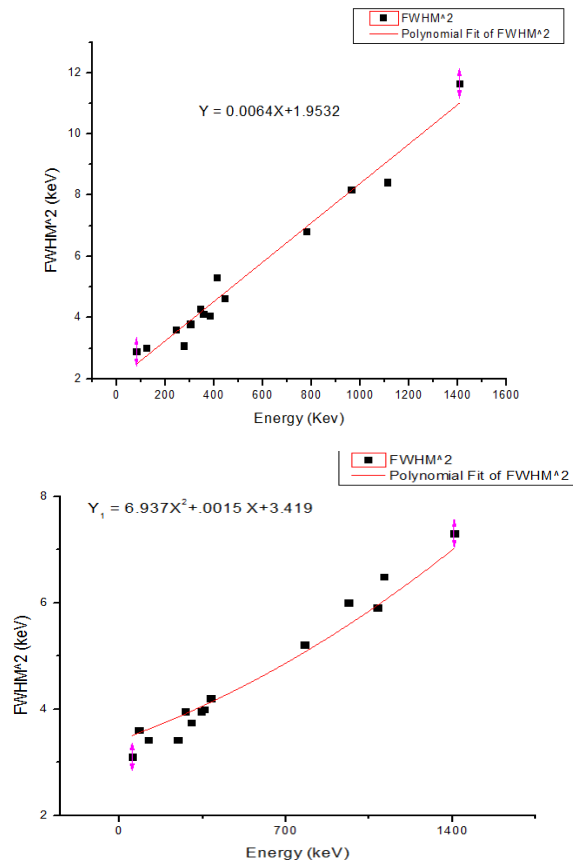 FWHM^2
Polynomial Fit of FWHM^2
Y = 0.0064X+1.9532
12
10
8
6
4
2
FWHM^2 (keV)
0 200 400 600 800 1000 1200 1400 1600
Energy (Kev)
FWHM^2
Polynomial Fit of FWHM^2
Y₁ = 6.937X²+.0015 X+3.419
8
6
4
2
FWHM^2 (keV)
0 700 1400
Energy (keV)